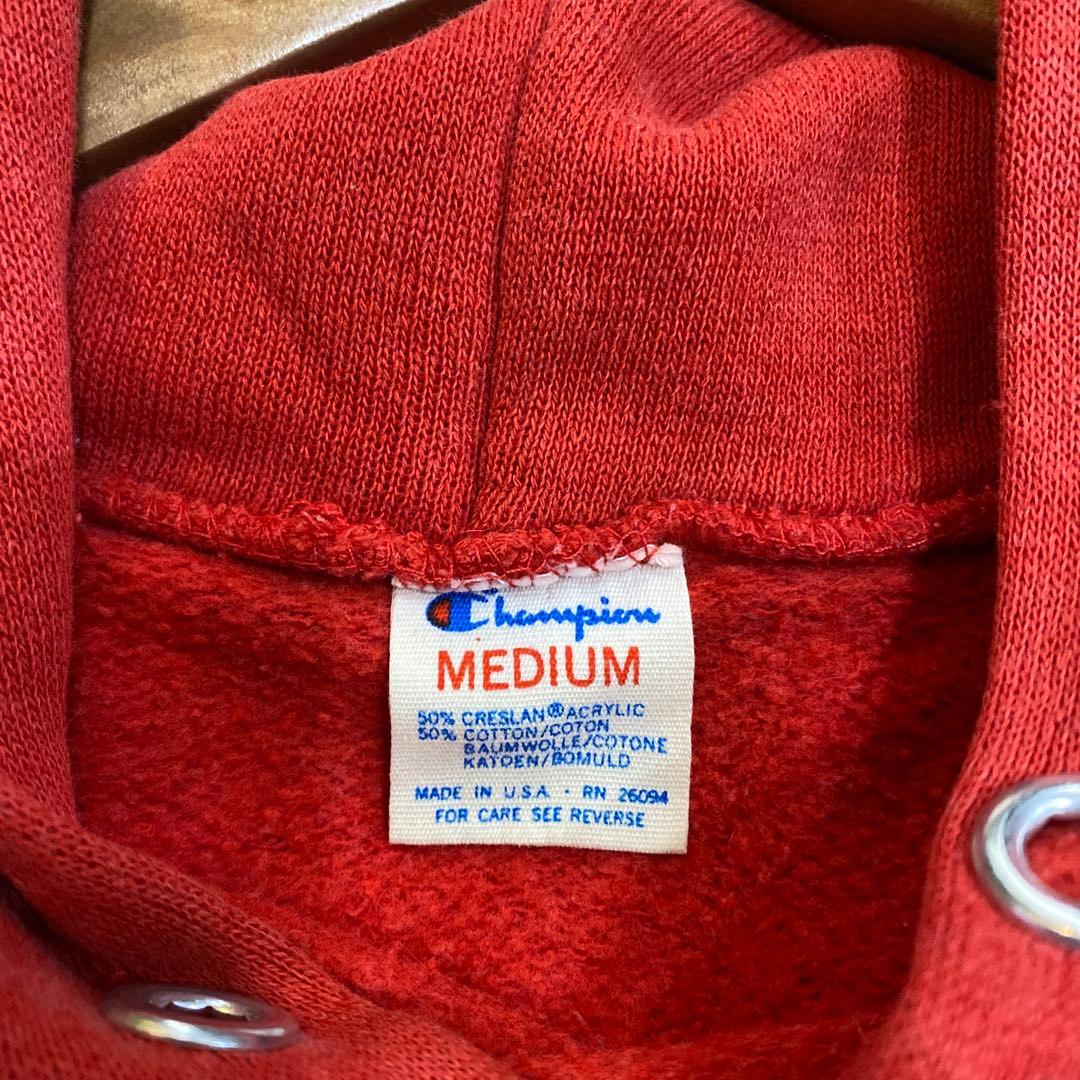 Champion
MEDIUM
50% CRESLAN® ACRYLIC
50% COTTON/COTON
BAUMWOLLE/COTONE
KATOEN/BOMULD
MADE IN U.S.A. · RN 26094
FOR CARE SEE REVERSE